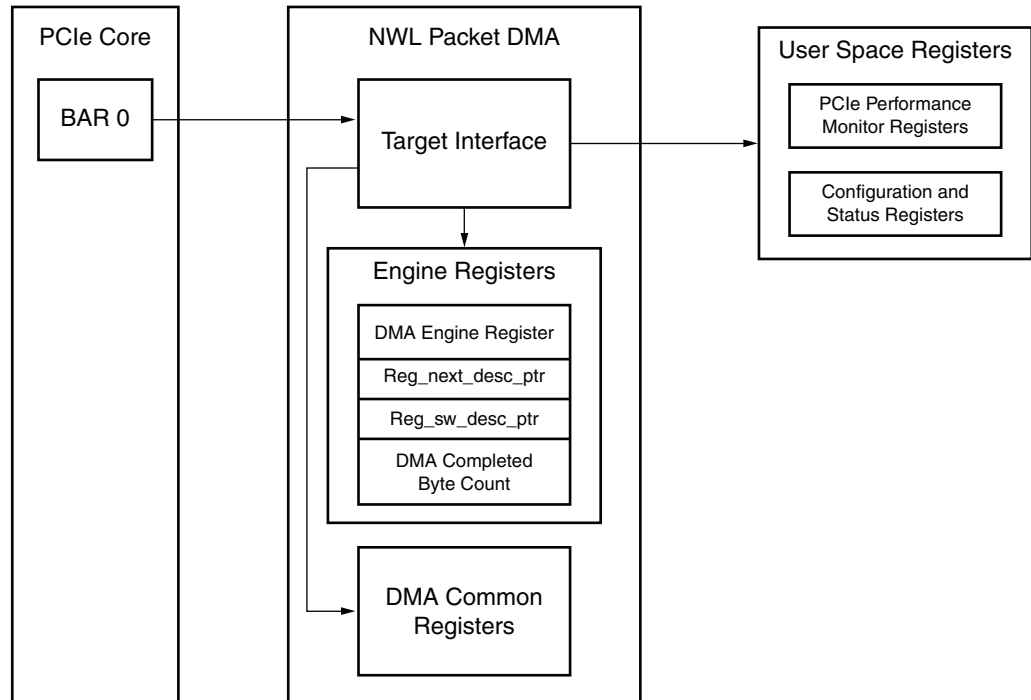 PCIe Core
BAR 0
NWL Packet DMA
Target Interface
Engine Registers
DMA Engine Register
Reg_next_desc_ptr
Reg_sw_desc_ptr
DMA Completed
Byte Count
DMA Common
Registers
User Space Registers
PCIe Performance
Monitor Registers
Configuration and
Status Registers